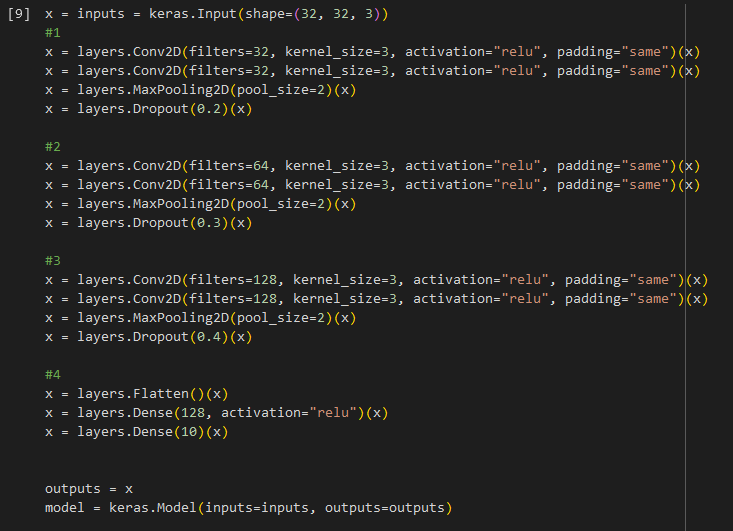 [9] x = inputs = keras.Input(shape=(32, 32, 3))
#1
x = layers.Conv2D(filters=32, kernel_size=3, activation="relu", padding="same")(x)
x = layers.Conv2D(filters=32, kernel_size=3, activation="relu", padding="same")(x)
x = layers.MaxPooling2D(pool_size=2)(x)
x = layers.Dropout(0.2)(x)
#2
x = layers.Conv2D(filters=64, kernel_size=3, activation="relu", padding="same")(x)
x = layers.Conv2D(filters=64, kernel_size=3, activation="relu", padding="same")(x)
x = layers.MaxPooling2D(pool_size=2)(x)
x = layers.Dropout(0.3)(x)
#3
x = layers.Conv2D(filters=128, kernel_size=3, activation="relu", padding="same")(x)
x = layers.Conv2D(filters=128, kernel_size=3, activation="relu", padding="same")(x)
x = layers.MaxPooling2D(pool_size=2)(x)
x = layers.Dropout(0.4)(x)
#4
x = layers.Flatten()(x)
x = layers.Dense(128, activation="relu")(x)
x = layers.Dense(10)(x)
outputs = x
model = keras.Model(inputs=inputs, outputs=outputs)